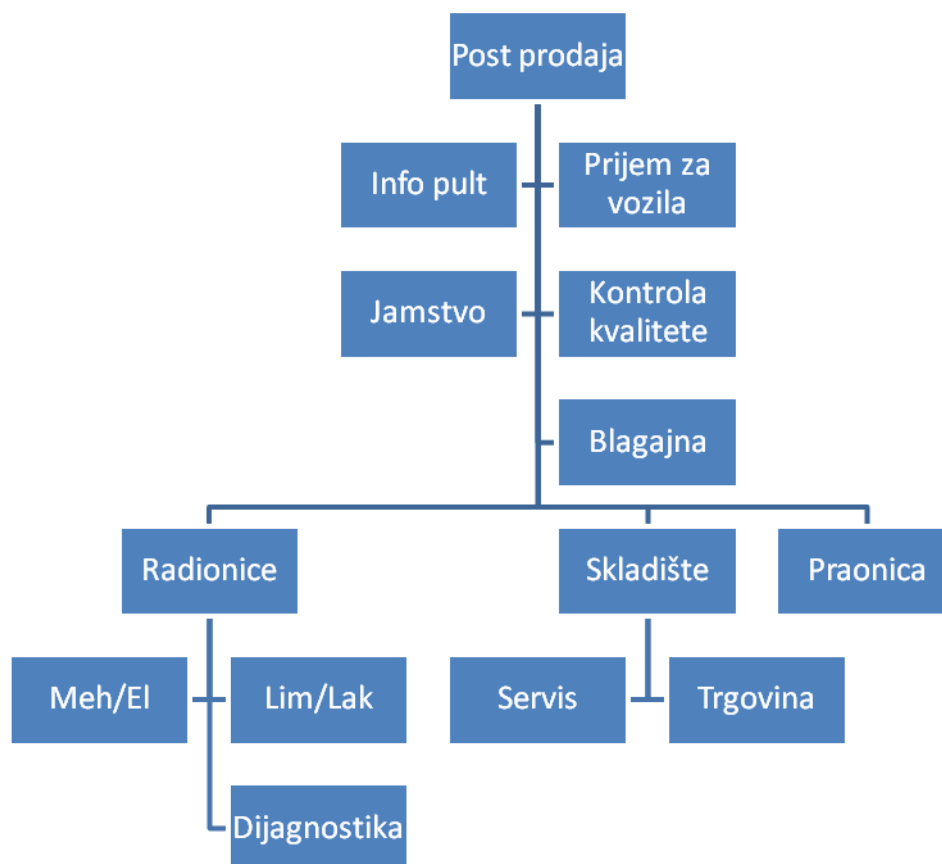 Post prodaja
Info pult
Prijem za
vozila
Jamstvo
Kontrola
kvalitete
Blagajna
Radionice
Skladište
Praonica
Meh/El
Lim/Lak
Servis
Trgovina
Dijagnostika